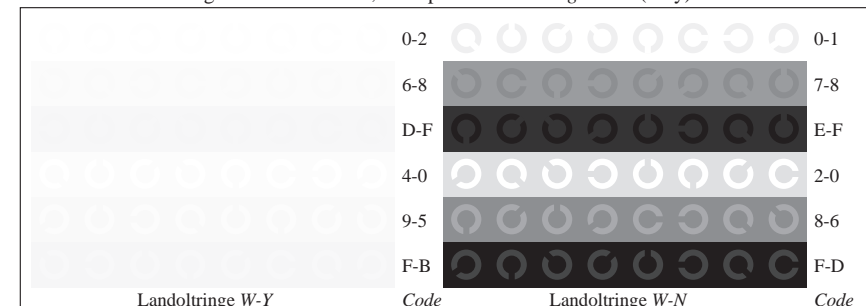 0-2 0-1
6-8 7-8
D-F E-F
4-0 2-0
9-5 8-6
F-B F-D
Landoltringe W-Y Code Landoltringe W-N Code